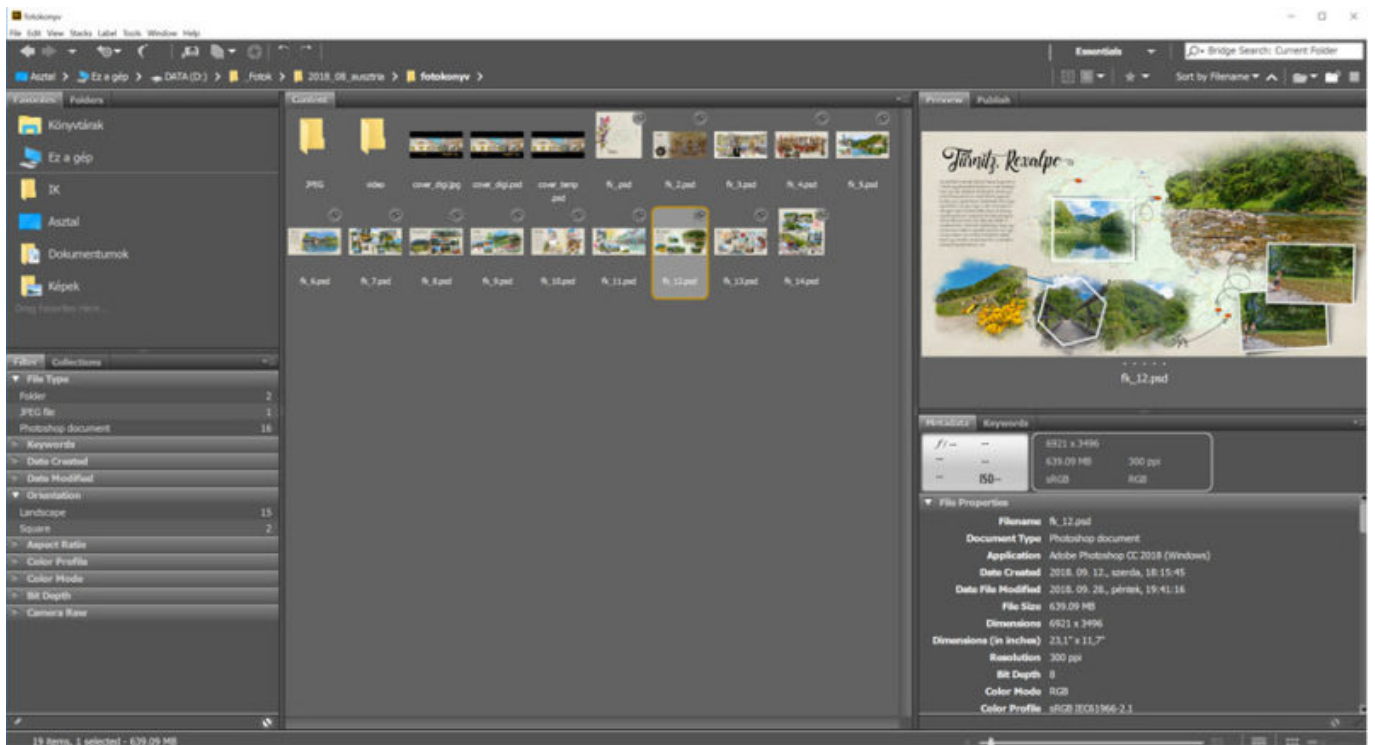 fotokonyv
File Edit View Stacks Label Tools Window Help
Essentials
Bridge Search: Current Folder
Asztal > Ez a gép > DATA (D:) > _Fotok > 2018_08_ausztria > fotokonyv >
Sort by Filename
Favorites Folders
Content
Preview Publish
Könyvtárak
Ez a gép
IK
Asztal
Dokumentumok
Képek
Drag Favorites Here...
JPEG video cover_digi.jpg cover_digi.psd cover_temp.psd fk_.psd fk_2.psd fk_3.psd fk_4.psd fk_5.psd
fk_6.psd fk_7.psd fk_8.psd fk_9.psd fk_10.psd fk_11.psd fk_12.psd fk_13.psd fk_14.psd
Türnitz, Rexalpe
fk_12.psd
Filter Collections
File Type
Folder 2
JPEG file 1
Photoshop document 16
Keywords
Date Created
Date Modified
Orientation
Landscape 15
Square 2
Aspect Ratio
Color Profile
Color Mode
Bit Depth
Camera Raw
Metadata Keywords
f/-- --
-- --
-- ISO--
6921 x 3496
639.09 MB 300 ppi
sRGB RGB
File Properties
Filename fk_12.psd
Document Type Photoshop document
Application Adobe Photoshop CC 2018 (Windows)
Date Created 2018. 09. 12., szerda, 18:15:45
Date File Modified 2018. 09. 28., péntek, 19:41:16
File Size 639.09 MB
Dimensions 6921 x 3496
Dimensions (in inches) 23,1" x 11,7"
Resolution 300 ppi
Bit Depth 8
Color Mode RGB
Color Profile sRGB IEC61966-2.1
19 items, 1 selected - 639.09 MB